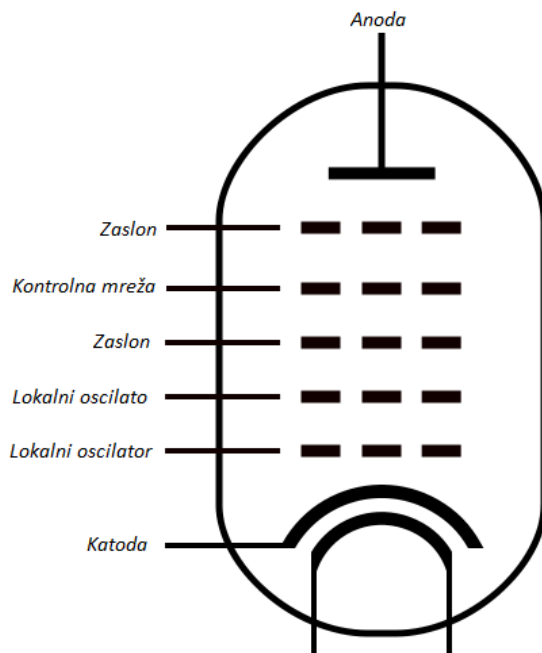 Anoda
Zaslon
Kontrolna mreža
Zaslon
Lokalni oscilato
Lokalni oscilator
Katoda